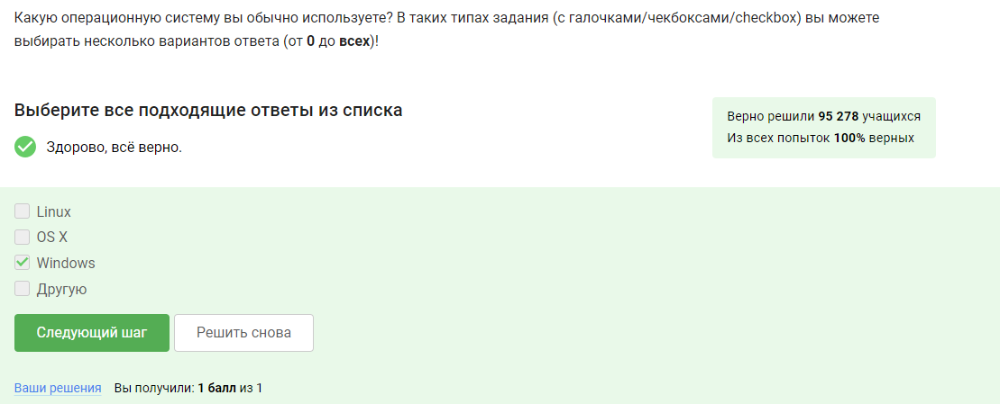 Какую операционную систему вы обычно используете? В таких типах задания (с галочками/чекбоксами/checkbox) вы можете
выбирать несколько вариантов ответа (от 0 до всех)!
Выберите все подходящие ответы из списка
Верно решили 95 278 учащихся
Из всех попыток 100% верных
Здорово, всё верно.
Linux
OS X
Windows
Другую
Следующий шаг
Решить снова
Ваши решения
Вы получили: 1 балл из 1